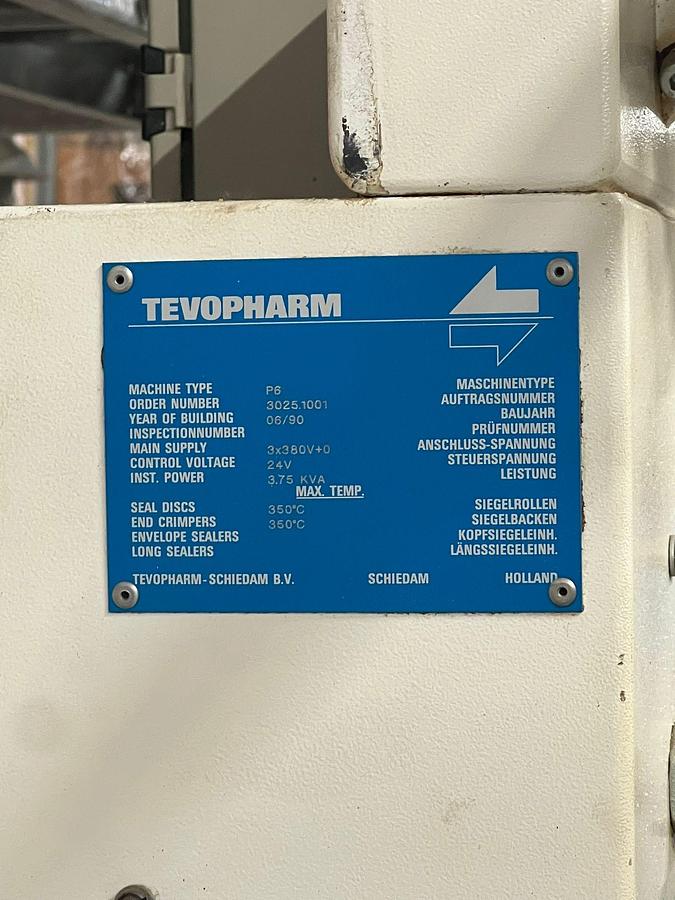 TEVOPHARM
MACHINE TYPE P6 MASCHINENTYPE
ORDER NUMBER 3025.1001 AUFTRAGSNUMMER
YEAR OF BUILDING 06/90 BAUJAHR
INSPECTIONNUMBER PRÜFNUMMER
MAIN SUPPLY 3x380V+0 ANSCHLUSS-SPANNUNG
CONTROL VOLTAGE 24V STEUERSPANNUNG
INST. POWER 3.75 KVA LEISTUNG
MAX. TEMP.
SEAL DISCS 350°C SIEGELROLLEN
END CRIMPERS 350°C SIEGELBACKEN
ENVELOPE SEALERS KOPFSIEGELEINH.
LONG SEALERS LÄNGSSIEGELEINH.
TEVOPHARM-SCHIEDAM B.V. SCHIEDAM HOLLAND